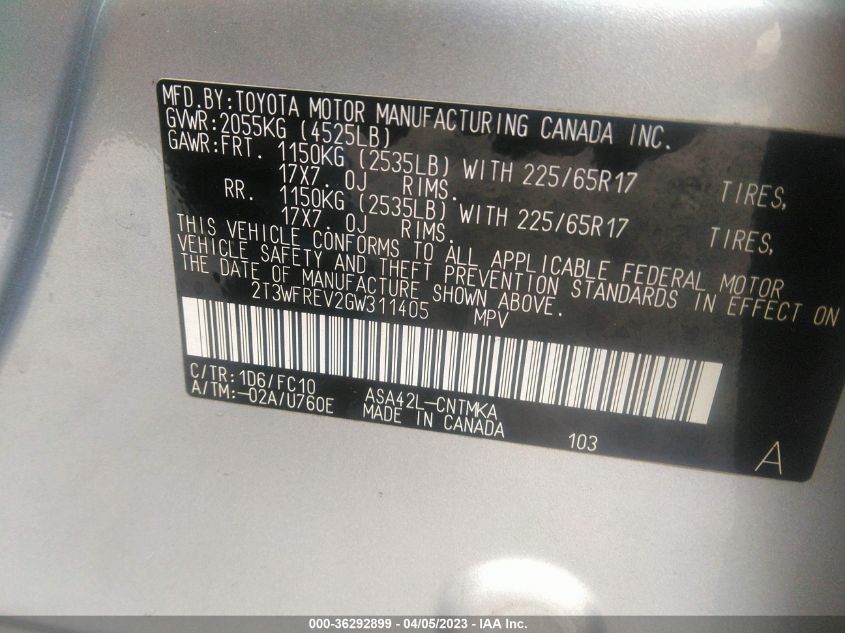 MFD.BY:TOYOTA MOTOR MANUFACTURING CANADA INC.
GVWR:2055KG (4525LB)
GAWR:FRT. 1150KG (2535LB) WITH 225/65R17 TIRES,
17X7. 0J RIMS.
RR. 1150KG (2535LB) WITH 225/65R17 TIRES,
17X7. 0J RIMS.
THIS VEHICLE CONFORMS TO ALL APPLICABLE FEDERAL MOTOR
VEHICLE SAFETY AND THEFT PREVENTION STANDARDS IN EFFECT ON
THE DATE OF MANUFACTURE SHOWN ABOVE.
2T3WFREV2GW311405 MPV
C/TR:1D6/FC10
A/TM:-02A/U760E
ASA42L-CNTMKA
MADE IN CANADA
103
A
000-36292899 - 04/05/2023 - IAA Inc.